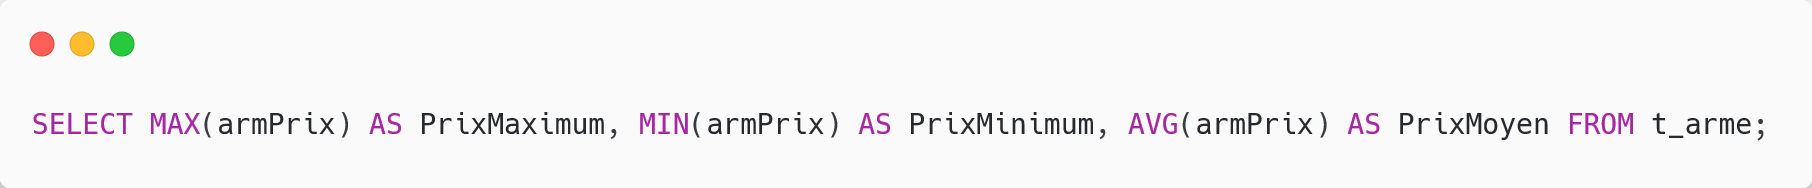 SELECT MAX(armPrix) AS PrixMaximum, MIN(armPrix) AS PrixMinimum, AVG(armPrix) AS PrixMoyen FROM t_arme;